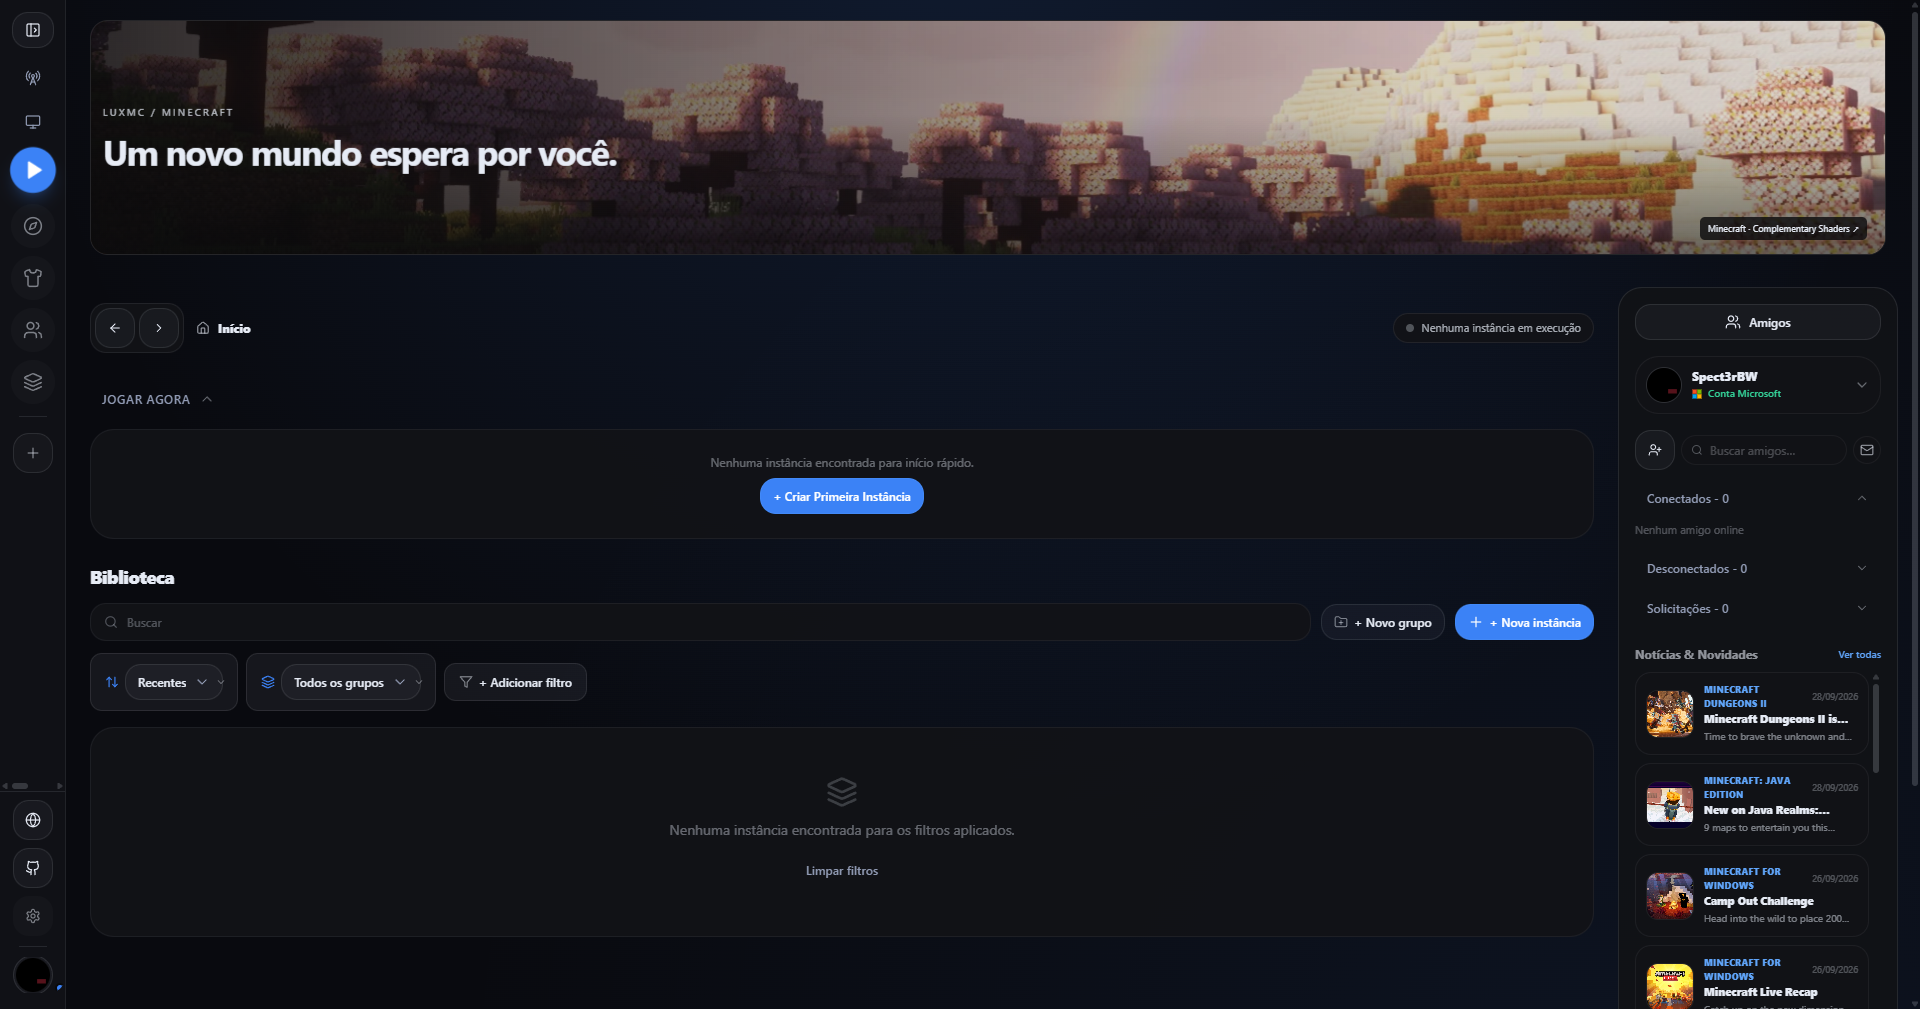 LUXMC / MINECRAFT
Um novo mundo espera por você.
Minecraft - Complementary Shaders ↗
Início
Nenhuma instância em execução
JOGAR AGORA
Nenhuma instância encontrada para início rápido.
+ Criar Primeira Instância
Biblioteca
Buscar
+ Novo grupo
+ Nova instância
Recentes
Todos os grupos
+ Adicionar filtro
Nenhuma instância encontrada para os filtros aplicados.
Limpar filtros
Amigos
Spect3rBW
Conta Microsoft
Buscar amigos...
Conectados - 0
Nenhum amigo online
Desconectados - 0
Solicitações - 0
Notícias & Novidades
Ver todas
MINECRAFT
DUNGEONS II
28/09/2026
Minecraft Dungeons II is...
Time to brave the unknown and...
MINECRAFT: JAVA
EDITION
28/09/2026
New on Java Realms:...
9 maps to entertain you this...
MINECRAFT FOR
WINDOWS
26/09/2026
Camp Out Challenge
Head into the wild to place 200...
MINECRAFT FOR
WINDOWS
26/09/2026
Minecraft Live Recap